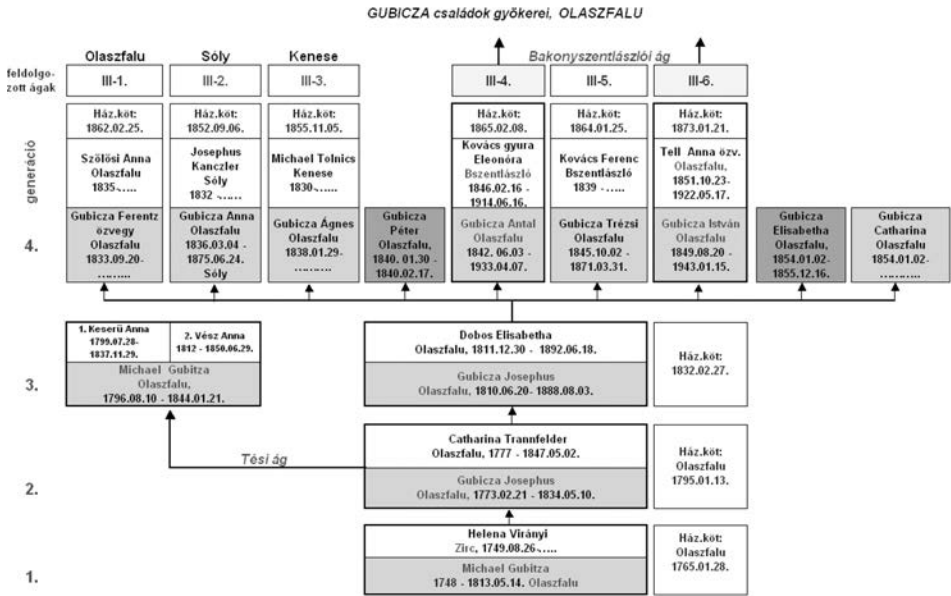 GUBICZA családok gyökerei, OLASZFALU
Olaszfalu
Sóly
Kenese
Bakonyszentlászlói ág
feldolgo-
zott ágak
III-1.
III-2.
III-3.
III-4.
III-5.
III-6.
generáció
4.
Ház.köt:
1862.02.25.
Szölősi Anna
Olaszfalu
1835-.....
Gubicza Ferentz
özvegy
Olaszfalu
1833.09.20-
.........
Ház.köt:
1852.09.06.
Josephus
Kanczler
Sóly
1832 -......
Gubicza Anna
Olaszfalu
1836.03.04 -
1875.06.24.
Sóly
Ház.köt:
1855.11.05.
Michael Tolnics
Kenese
1830-.....
Gubicza Ágnes
Olaszfalu
1838.01.29-
..........
Gubicza
Péter
Olaszfalu,
1840. 01.30 -
1840.02.17.
Ház.köt:
1865.02.08.
Kovács gyura
Eleonóra
Bszentlászló
1846.02.16 -
1914.06.16.
Gubicza Antal
Olaszfalu
1842. 06.03 -
1933.04.07.
Ház.köt:
1864.01.25.
Kovács Ferenc
Bszentlászló
1839 -.....
Gubicza Trézsi
Olaszfalu
1845.10.02 -
1871.03.31.
Ház.köt:
1873.01.21.
Tell Anna özv.
Olaszfalu,
1851.10.23-
1922.05.17.
Gubicza István
Olaszfalu
1849.08.20 -
1943.01.15.
Gubicza
Elisabetha
Olaszfalu,
1854.01.02-
1855.12.16.
Gubicza
Catharina
Olaszfalu
1854.01.02-
...........
3.
1. Keserü Anna
1799.07.28-
1837.11.29.
2. Vész Anna
1812 - 1850.06.29.
Michael Gubitza
Olaszfalu,
1796.08.10 - 1844.01.21.
Dobos Elisabetha
Olaszfalu, 1811.12.30 - 1892.06.18.
Gubicza Josephus
Olaszfalu, 1810.06.20- 1888.08.03.
Ház.köt:
1832.02.27.
Tési ág
2.
Catharina Trannfelder
Olaszfalu, 1777 - 1847.05.02.
Gubicza Josephus
Olaszfalu, 1773.02.21 - 1834.05.10.
Ház.köt:
Olaszfalu
1795.01.13.
1.
Helena Virányi
Zirc, 1749.08.26-.....
Michael Gubitza
1748 - 1813.05.14. Olaszfalu
Ház.köt:
Olaszfalu
1765.01.28.